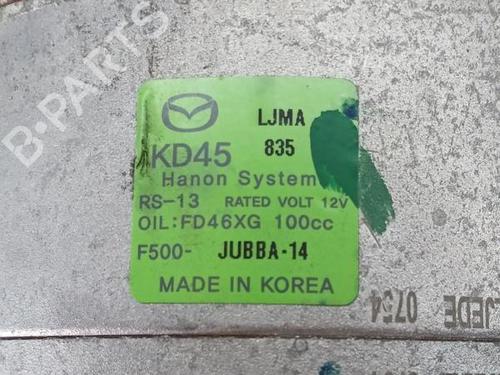 B-PARTS
LJMA
KD45 835
Hanon System
RS-13 RATED VOLT 12V
OIL:FD46XG 100cc
F500- JUBBA-14
MADE IN KOREA
JEDE 0754